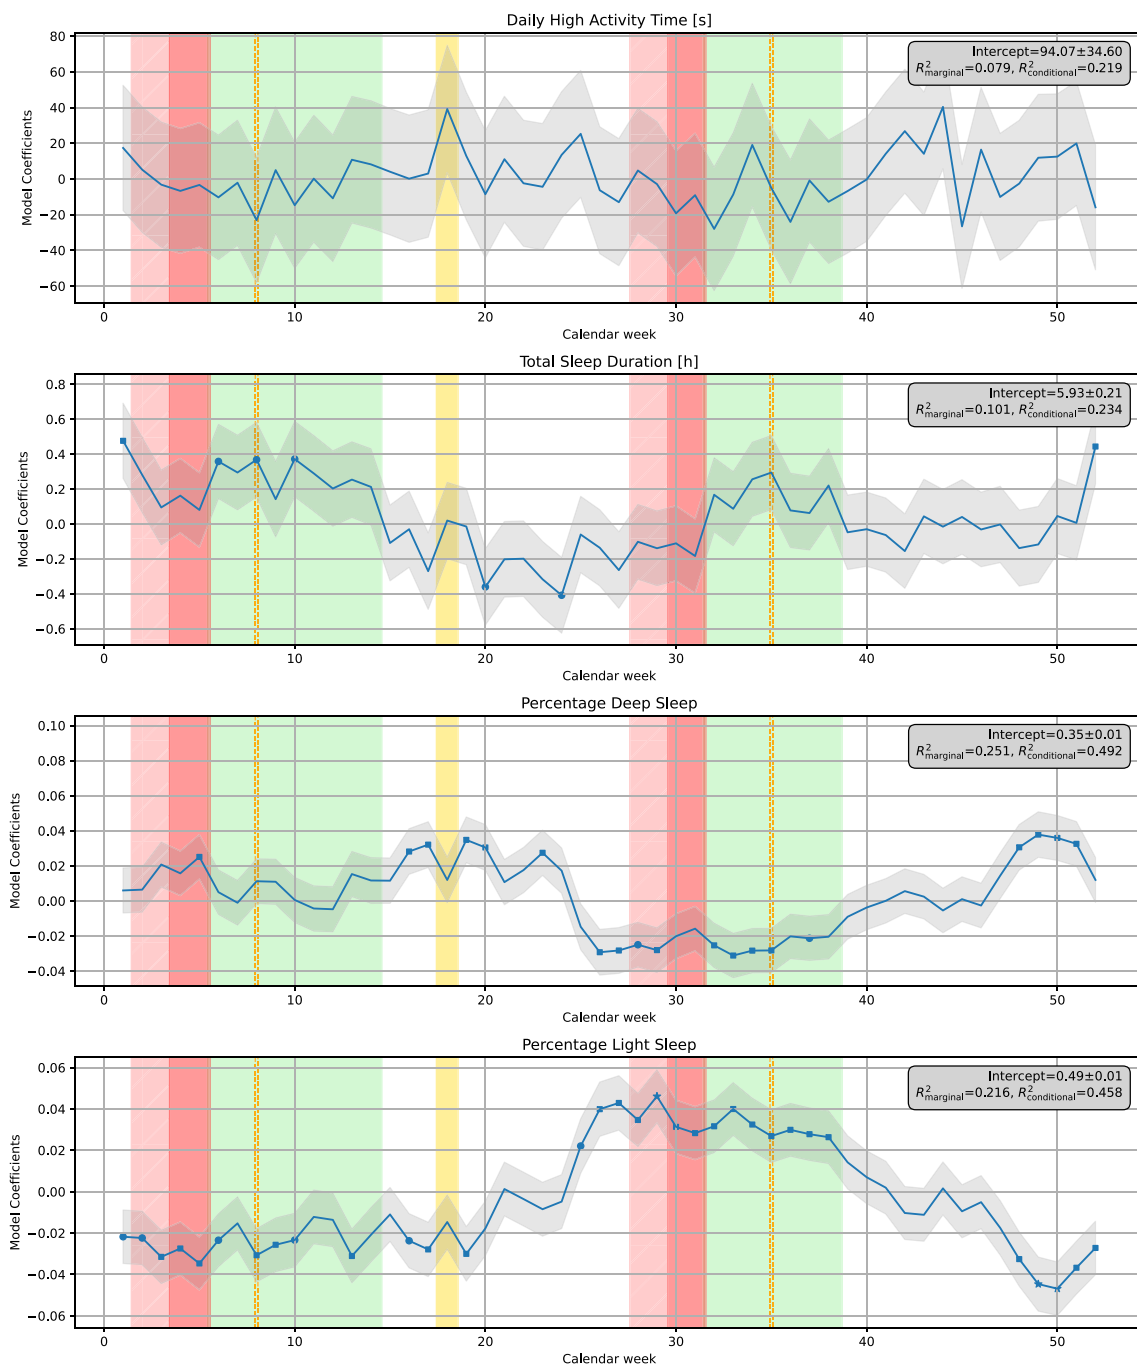 Daily High Activity Time [s]
80
60
40
20
0
−20
−40
−60
Model Coefficients
Intercept=94.07±34.60
R²marginal=0.079, R²conditional=0.219
0 10 20 30 40 50
Calendar week
Total Sleep Duration [h]
0.8
0.6
0.4
0.2
0.0
−0.2
−0.4
−0.6
Model Coefficients
Intercept=5.93±0.21
R²marginal=0.101, R²conditional=0.234
0 10 20 30 40 50
Calendar week
Percentage Deep Sleep
0.10
0.08
0.06
0.04
0.02
0.00
−0.02
−0.04
Model Coefficients
Intercept=0.35±0.01
R²marginal=0.251, R²conditional=0.492
0 10 20 30 40 50
Calendar week
Percentage Light Sleep
0.06
0.04
0.02
0.00
−0.02
−0.04
−0.06
Model Coefficients
Intercept=0.49±0.01
R²marginal=0.216, R²conditional=0.458
0 10 20 30 40 50
Calendar week